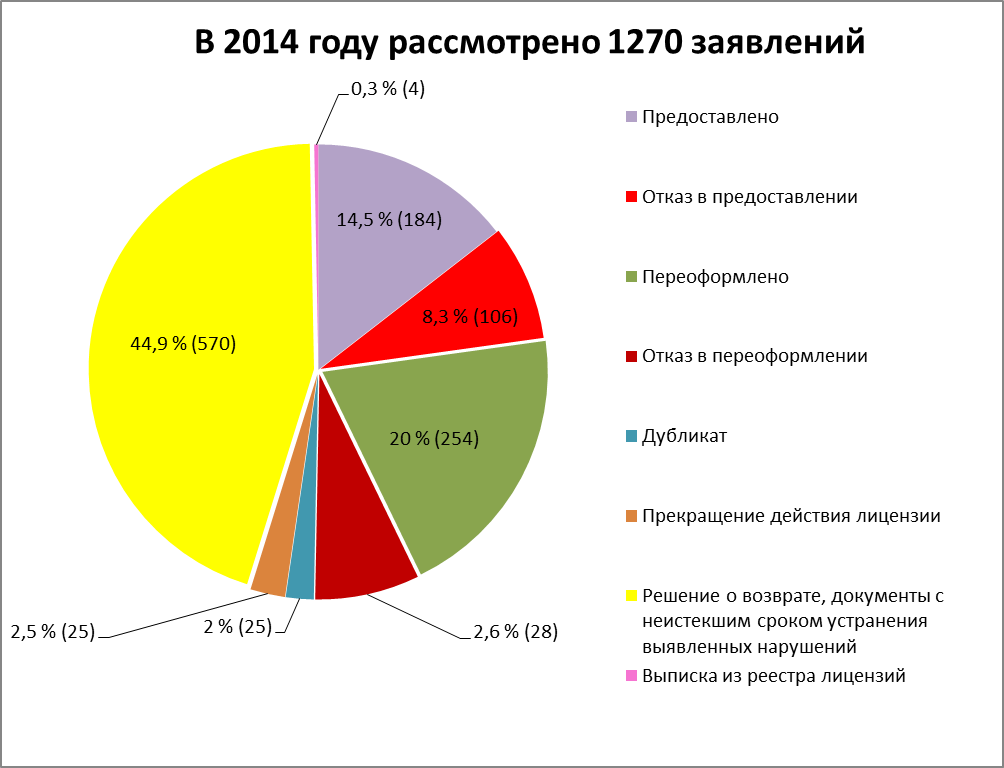 В 2014 году рассмотрено 1270 заявлений
0,3 % (4)
14,5 % (184)
8,3 % (106)
44,9 % (570)
20 % (254)
2,5 % (25)
2 % (25)
2,6 % (28)
Предоставлено
Отказ в предоставлении
Переоформлено
Отказ в переоформлении
Дубликат
Прекращение действия лицензии
Решение о возврате, документы с
неистекшим сроком устранения
выявленных нарушений
Выписка из реестра лицензий